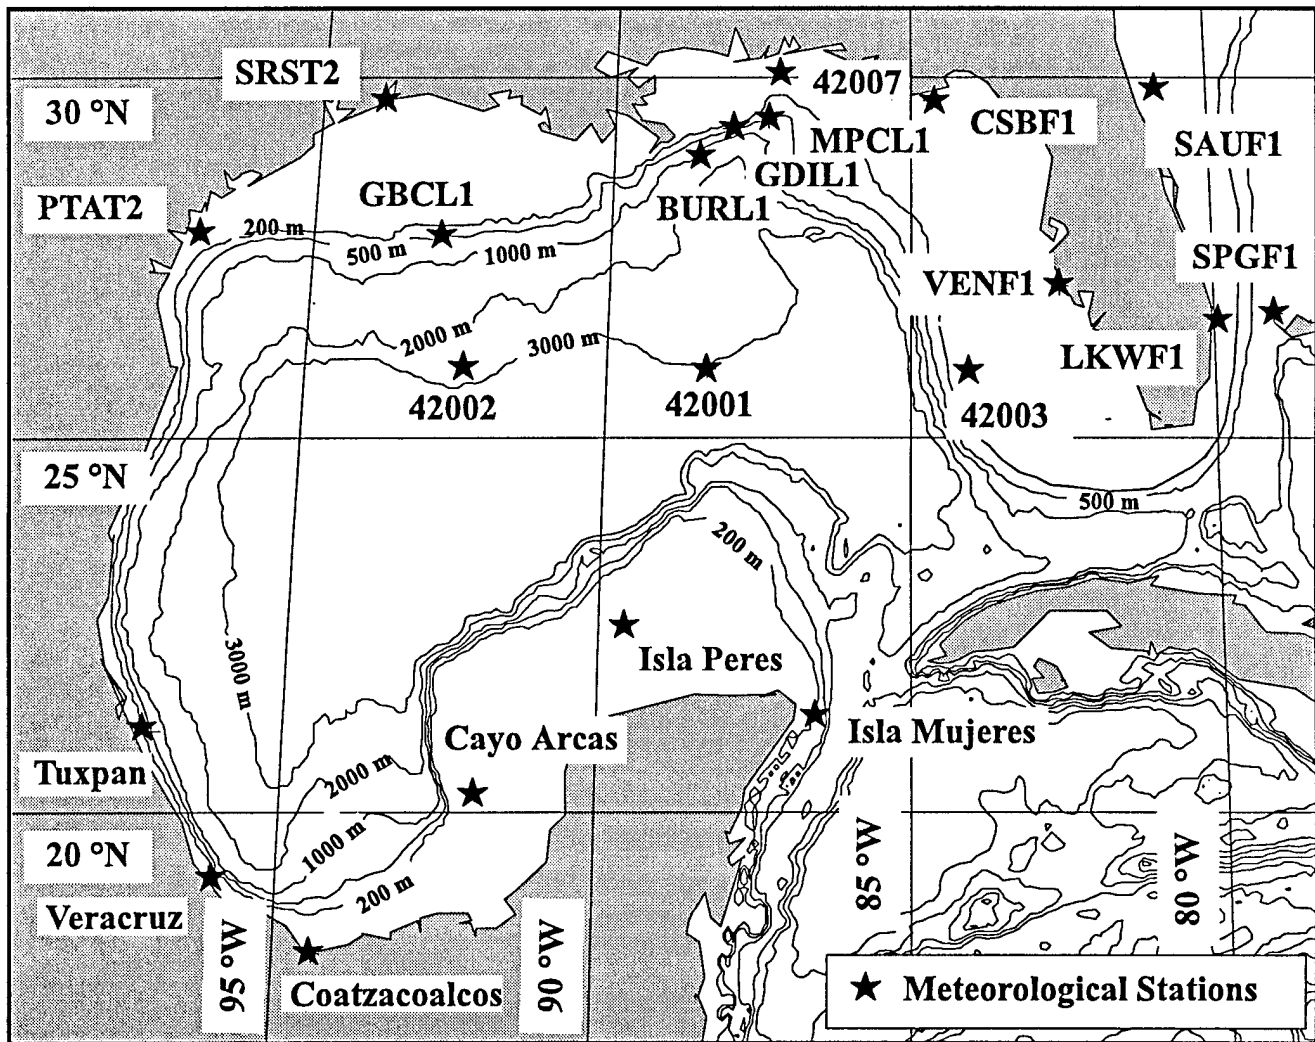 SRST2
42007
30 °N
CSBF1
MPCL1
SAUF1
GDIL1
GBCL1
PTAT2
BURL1
200 m
500 m
1000 m
SPGF1
VENF1
2000 m
3000 m
LKWF1
42002
42001
42003
25 °N
500 m
200 m
3000 m
Isla Peres
Cayo Arcas
Isla Mujeres
Tuxpan
2000 m
1000 m
20 °N
200 m
85 °W
80 °W
Veracruz
95 °W
90 °W
Coatzacoalcos
Meteorological Stations